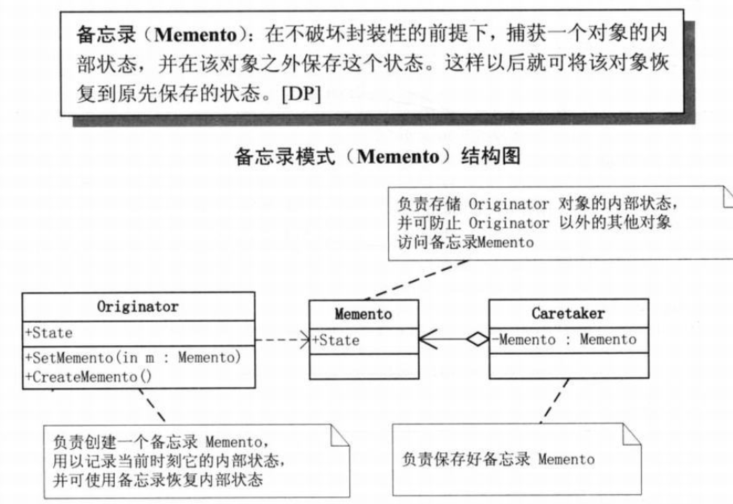 备忘录（Memento）：在不破坏封装性的前提下，捕获一个对象的内
部状态，并在该对象之外保存这个状态。这样以后就可将该对象恢
复到原先保存的状态。[DP]
备忘录模式（Memento）结构图
负责存储 Originator 对象的内部状态，
并可防止 Originator 以外的其他对象
访问备忘录Memento
Originator
+State
+SetMemento(in m : Memento)
+CreateMemento()
Memento
+State
Caretaker
-Memento : Memento
负责创建一个备忘录 Memento，
用以记录当前时刻它的内部状态，
并可使用备忘录恢复内部状态
负责保存好备忘录 Memento